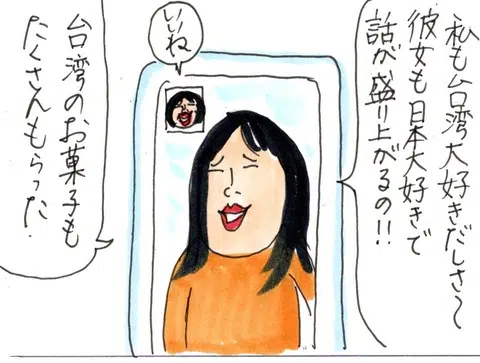 私も台湾大好きだしさ～
彼女も日本大好きで
話が盛り上がるの!!
いいね
台湾のお菓子も
たくさんもらった.